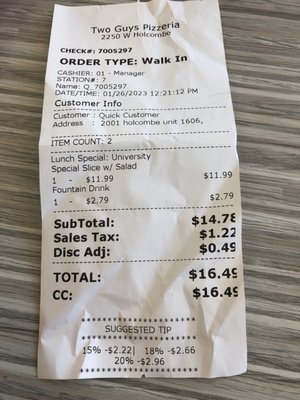 Two Guys Pizzeria
2250 W Holcombe
CHECK#: 7005297
ORDER TYPE: Walk In
CASHIER: 01 - Manager
STATION#: 7
Name: Q_7005297
DATE/TIME: 01/26/2023 12:21:12 PM
Customer Info
Customer : Quick Customer
Address : 2001 holcombe unit 1606,
ITEM COUNT: 2
Lunch Special: University
Special Slice w/ Salad
1 - $11.99 $11.99
Fountain Drink
1 - $2.79 $2.79
SubTotal: $14.78
Sales Tax: $1.22
Disc Adj: $0.49
TOTAL: $16.49
CC: $16.49
********************
SUGGESTED TIP
15% -$2.22| 18% -$2.66
20% -$2.96
********************